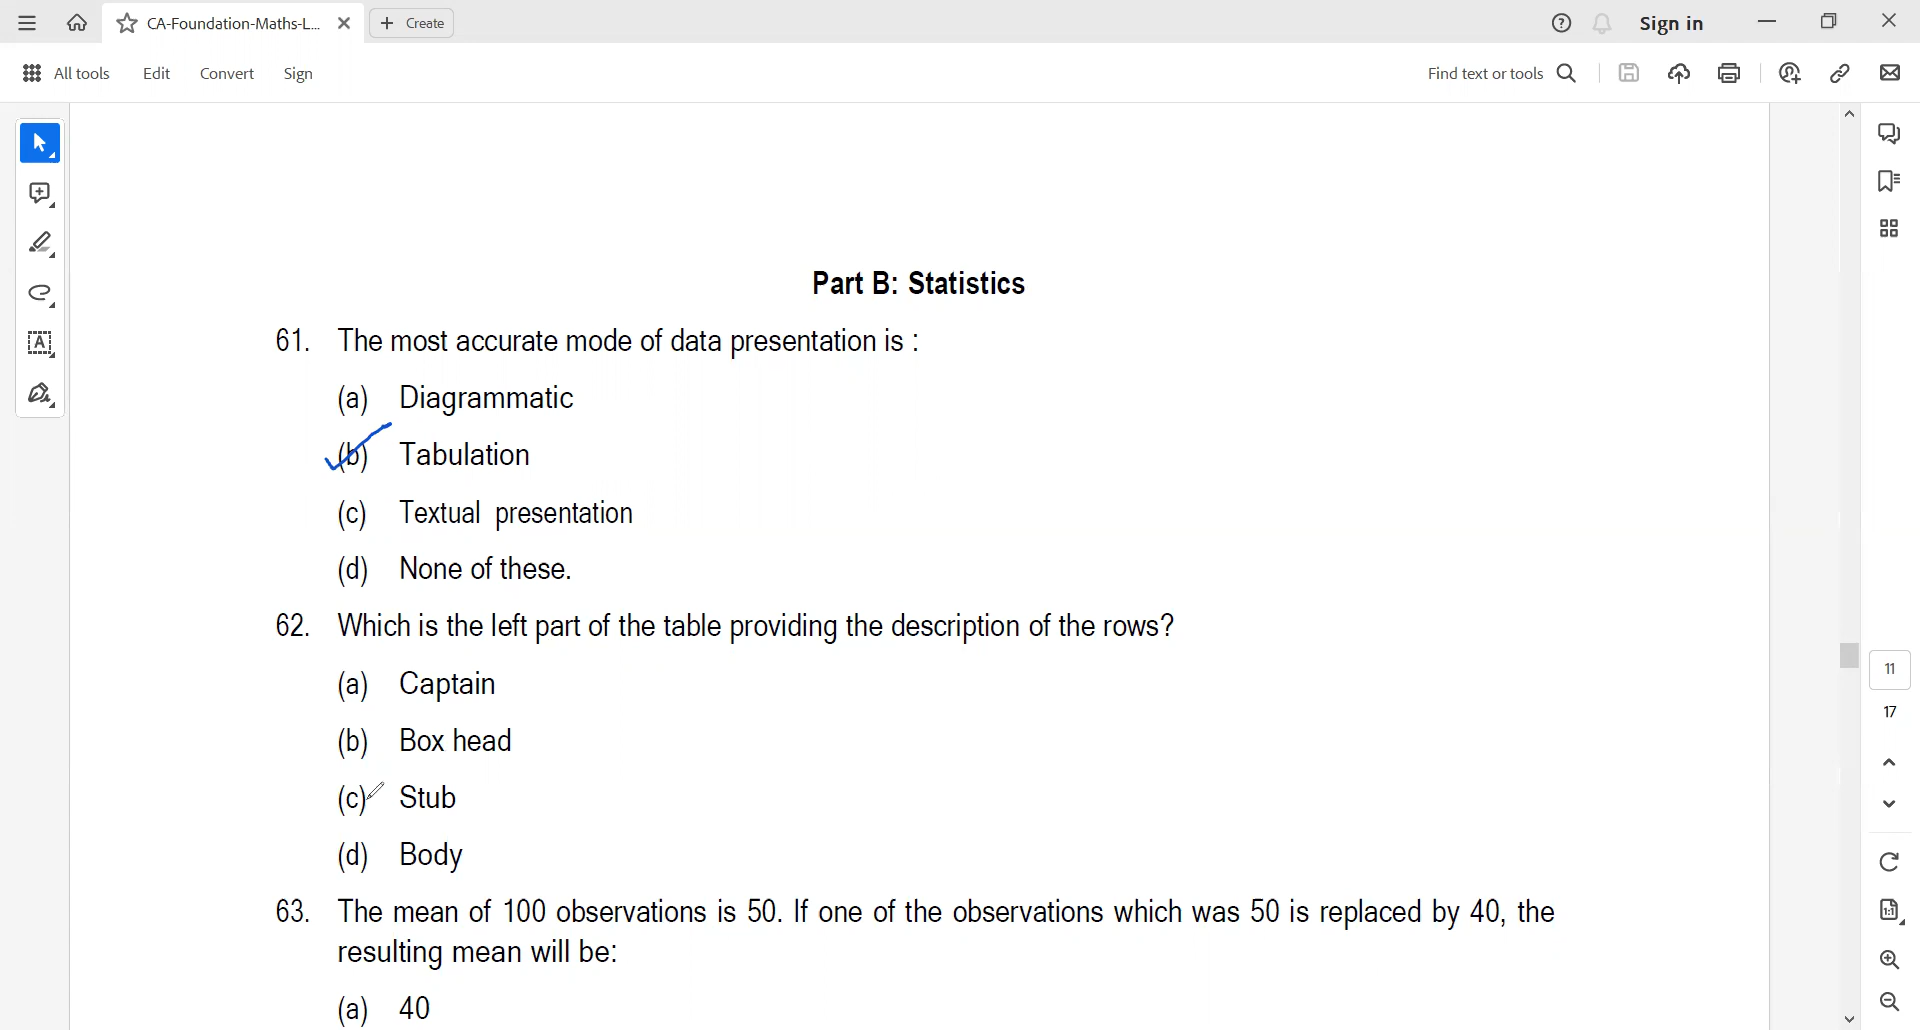 CA-Foundation-Maths-L...
Create
Sign in
All tools Edit Convert Sign
Find text or tools
Part B: Statistics
61. The most accurate mode of data presentation is :
(a) Diagrammatic
(b) Tabulation
(c) Textual presentation
(d) None of these.
62. Which is the left part of the table providing the description of the rows?
(a) Captain
(b) Box head
(c) Stub
(d) Body
63. The mean of 100 observations is 50. If one of the observations which was 50 is replaced by 40, the
resulting mean will be:
(a) 40
11
17